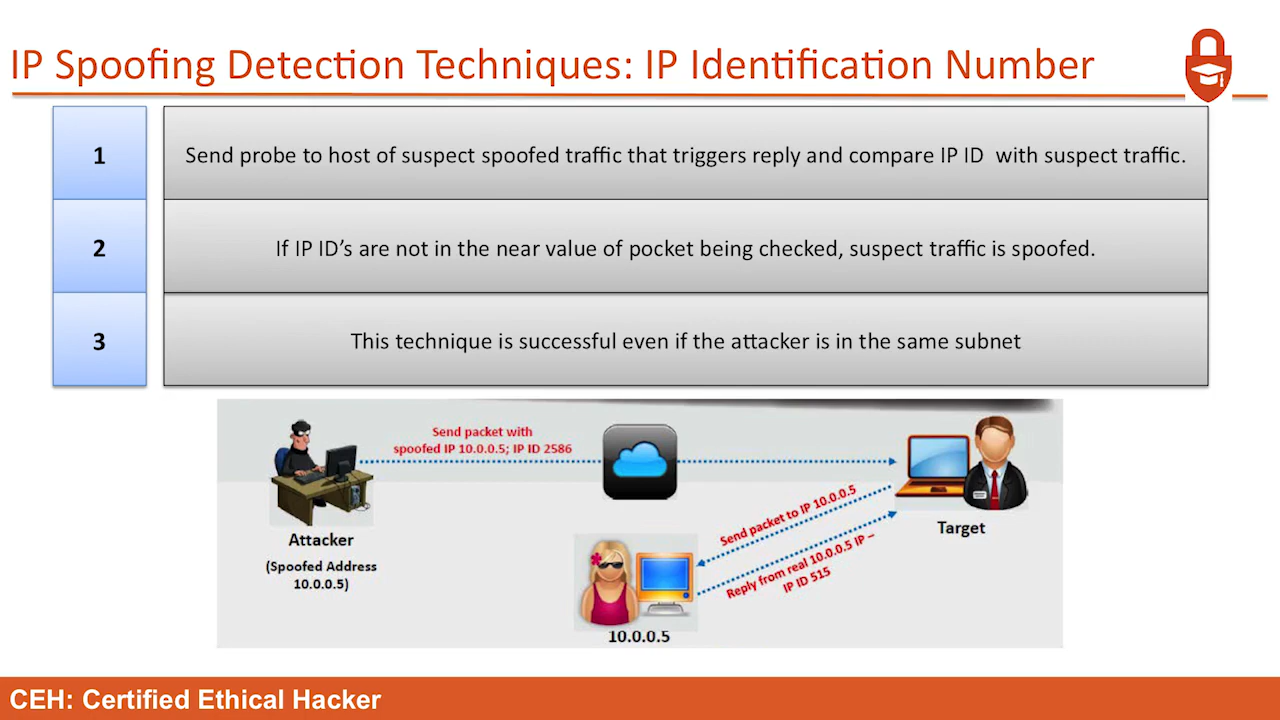 IP Spoofing Detection Techniques: IP Identification Number
1
Send probe to host of suspect spoofed traffic that triggers reply and compare IP ID  with suspect traffic.
2
If IP ID’s are not in the near value of pocket being checked, suspect traffic is spoofed.
3
This technique is successful even if the attacker is in the same subnet
Send packet with
spoofed IP 10.0.0.5; IP ID 2586
Send packet to IP 10.0.0.5
Reply from real 10.0.0.5 IP –
IP ID 515
Attacker
(Spoofed Address
10.0.0.5)
Target
10.0.0.5
CEH: Certified Ethical Hacker